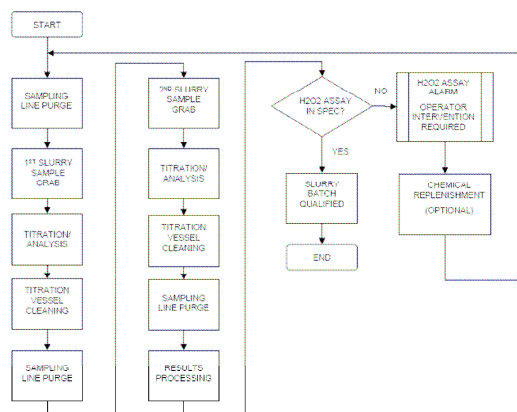 START
SAMPLING
LINE PURGE
1ST SLURRY
SAMPLE
GRAB
TITRATION/
ANALYSIS
TITRATION
VESSEL
CLEANING
SAMPLING
LINE PURGE
2ND SLURRY
SAMPLE
GRAB
TITRATION/
ANALYSIS
TITRATION
VESSEL
CLEANING
SAMPLING
LINE PURGE
RESULTS
PROCESSING
H2O2 ASSAY
IN SPEC?
NO
YES
SLURRY
BATCH
QUALIFIED
END
H2O2 ASSAY
ALARM
OPERATOR
INTERVENTION
REQUIRED
CHEMICAL
REPLENISHMENT
(OPTIONAL)